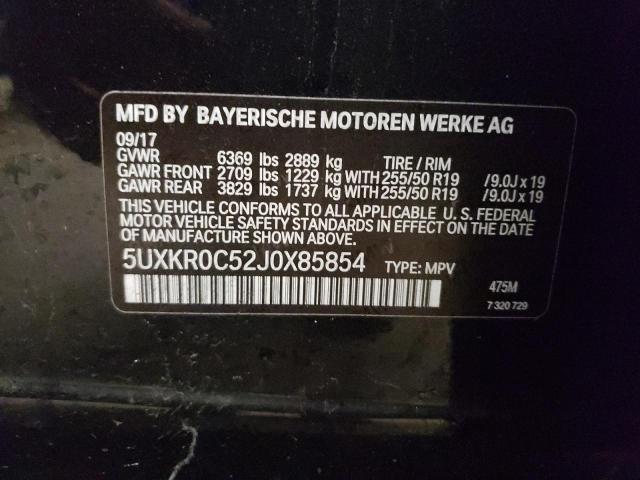 MFD BY BAYERISCHE MOTOREN WERKE AG
09/17
GVWR 6369 lbs 2889 kg TIRE / RIM
GAWR FRONT 2709 lbs 1229 kg WITH 255/50 R19 /9.0J x 19
GAWR REAR 3829 lbs 1737 kg WITH 255/50 R19 /9.0J x 19
THIS VEHICLE CONFORMS TO ALL APPLICABLE U. S. FEDERAL
MOTOR VEHICLE SAFETY STANDARDS IN EFFECT ON THE
DATE OF MANUFACTURE SHOWN ABOVE.
5UXKR0C52J0X85854 TYPE: MPV
475M
7 320 729